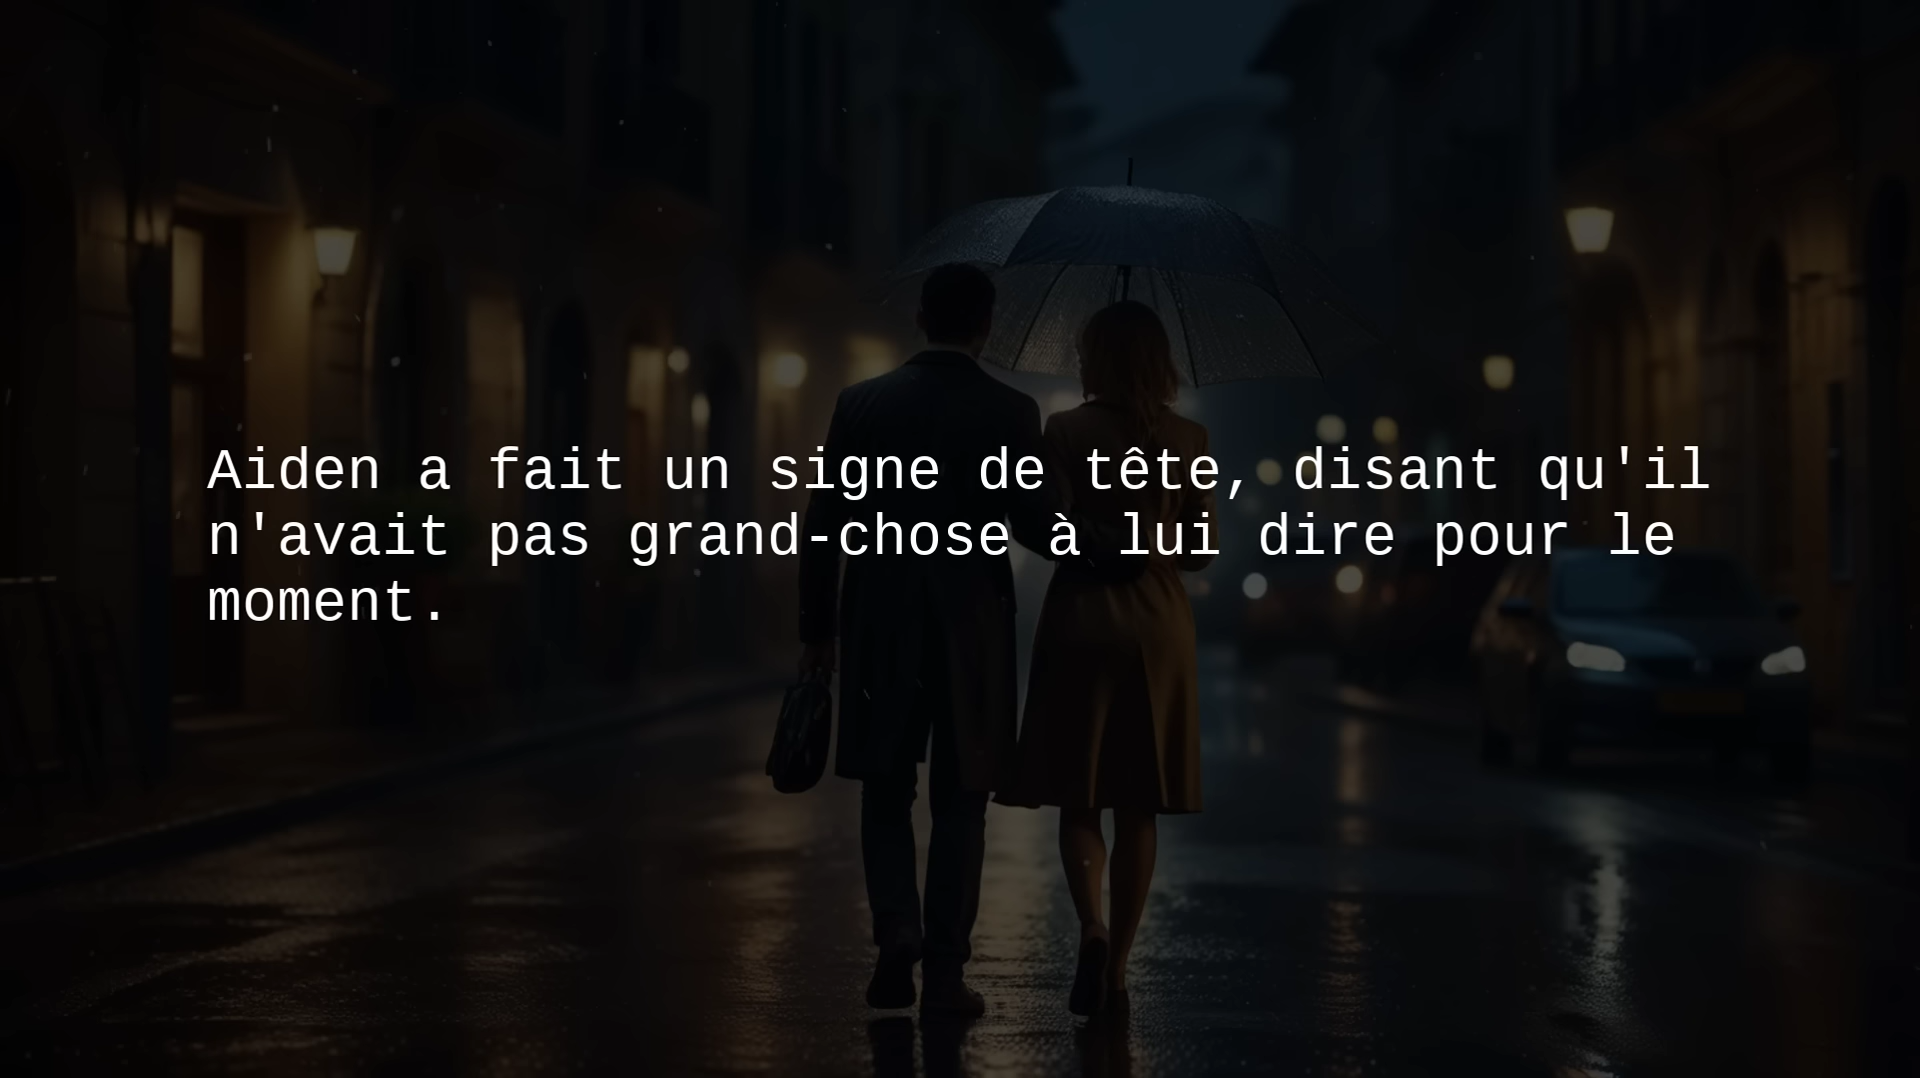 Aiden a fait un signe de tête, disant qu'il
n'avait pas grand-chose à lui dire pour le
moment.